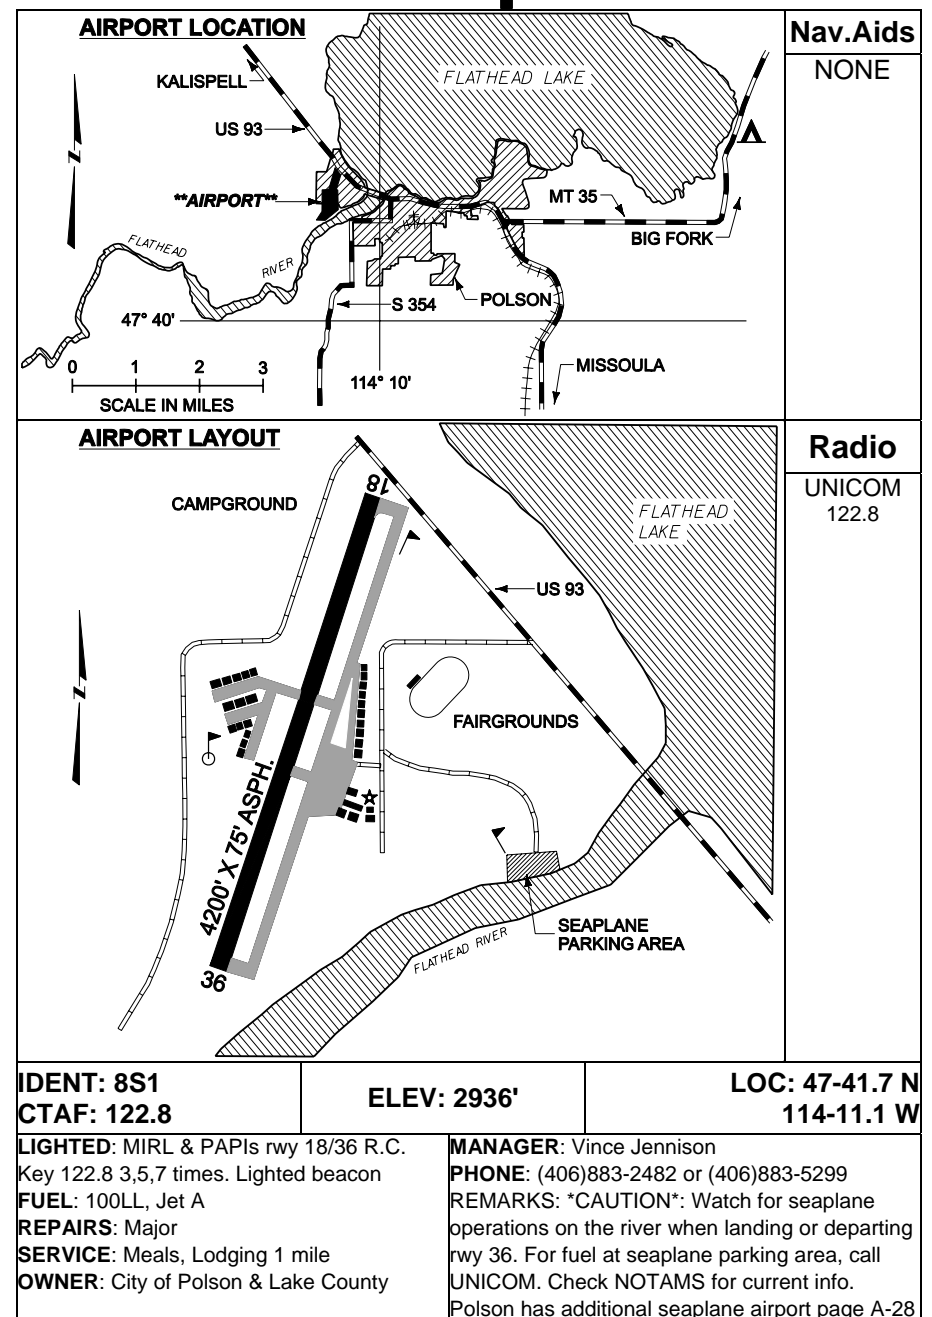 AIRPORT LOCATION
Nav.Aids
NONE
FLATHEAD LAKE
KALISPELL
US 93
N
**AIRPORT**
MT 35
BIG FORK
FLATHEAD
RIVER
POLSON
S 354
47° 40'
MISSOULA
0 1 2 3
114° 10'
SCALE IN MILES
AIRPORT LAYOUT
Radio
UNICOM
122.8
18
CAMPGROUND
FLATHEAD
LAKE
US 93
N
FAIRGROUNDS
4200' X 75' ASPH.
SEAPLANE
PARKING AREA
FLATHEAD RIVER
36
IDENT: 8S1
CTAF: 122.8
ELEV: 2936'
LOC: 47-41.7 N
114-11.1 W
LIGHTED: MIRL & PAPIs rwy 18/36 R.C.
Key 122.8 3,5,7 times. Lighted beacon
FUEL: 100LL, Jet A
REPAIRS: Major
SERVICE: Meals, Lodging 1 mile
OWNER: City of Polson & Lake County
MANAGER: Vince Jennison
PHONE: (406)883-2482 or (406)883-5299
REMARKS: *CAUTION*: Watch for seaplane
operations on the river when landing or departing
rwy 36. For fuel at seaplane parking area, call
UNICOM. Check NOTAMS for current info.
Polson has additional seaplane airport page A-28